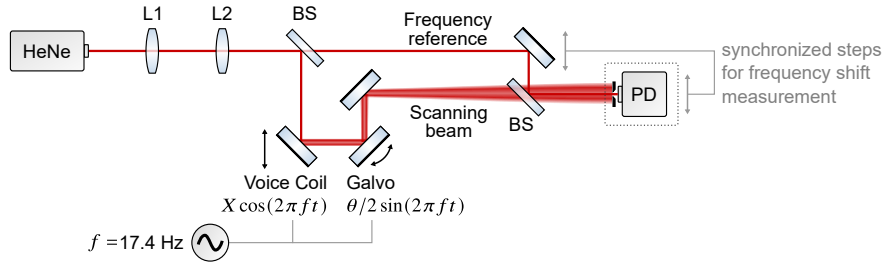 HeNe
L1
L2
BS
Frequency
reference
synchronized steps
for frequency shift
measurement
PD
Scanning
beam
BS
Voice Coil
X cos(2πft)
Galvo
θ/2 sin(2πft)
f = 17.4 Hz